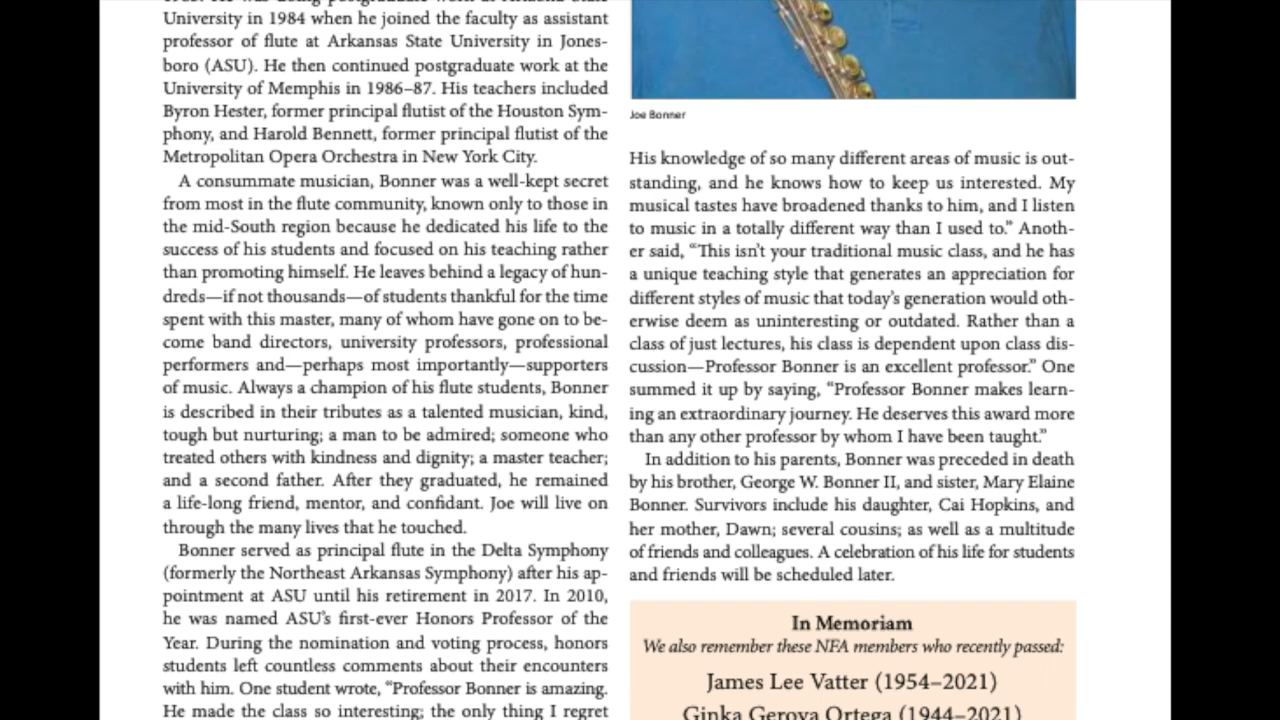 University in 1984 when he joined the faculty as assistant
professor of flute at Arkansas State University in Jones-
boro (ASU). He then continued postgraduate work at the
University of Memphis in 1986–87. His teachers included
Byron Hester, former principal flutist of the Houston Sym-
phony, and Harold Bennett, former principal flutist of the
Metropolitan Opera Orchestra in New York City.
A consummate musician, Bonner was a well-kept secret
from most in the flute community, known only to those in
the mid-South region because he dedicated his life to the
success of his students and focused on his teaching rather
than promoting himself. He leaves behind a legacy of hun-
dreds—if not thousands—of students thankful for the time
spent with this master, many of whom have gone on to be-
come band directors, university professors, professional
performers and—perhaps most importantly—supporters
of music. Always a champion of his flute students, Bonner
is described in their tributes as a talented musician, kind,
tough but nurturing; a man to be admired; someone who
treated others with kindness and dignity; a master teacher;
and a second father. After they graduated, he remained
a life-long friend, mentor, and confidant. Joe will live on
through the many lives that he touched.
Bonner served as principal flute in the Delta Symphony
(formerly the Northeast Arkansas Symphony) after his ap-
pointment at ASU until his retirement in 2017. In 2010,
he was named ASU’s first-ever Honors Professor of the
Year. During the nomination and voting process, honors
students left countless comments about their encounters
with him. One student wrote, “Professor Bonner is amazing.
He made the class so interesting; the only thing I regret
Joe Bonner
His knowledge of so many different areas of music is out-
standing, and he knows how to keep us interested. My
musical tastes have broadened thanks to him, and I listen
to music in a totally different way than I used to.” Anoth-
er said, “This isn’t your traditional music class, and he has
a unique teaching style that generates an appreciation for
different styles of music that today’s generation would oth-
erwise deem as uninteresting or outdated. Rather than a
class of just lectures, his class is dependent upon class dis-
cussion—Professor Bonner is an excellent professor.” One
summed it up by saying, “Professor Bonner makes learn-
ing an extraordinary journey. He deserves this award more
than any other professor by whom I have been taught.”
In addition to his parents, Bonner was preceded in death
by his brother, George W. Bonner II, and sister, Mary Elaine
Bonner. Survivors include his daughter, Cai Hopkins, and
her mother, Dawn; several cousins; as well as a multitude
of friends and colleagues. A celebration of his life for students
and friends will be scheduled later.
In Memoriam
We also remember these NFA members who recently passed:
James Lee Vatter (1954–2021)
Ginka Gerova Ortega (1944–2021)